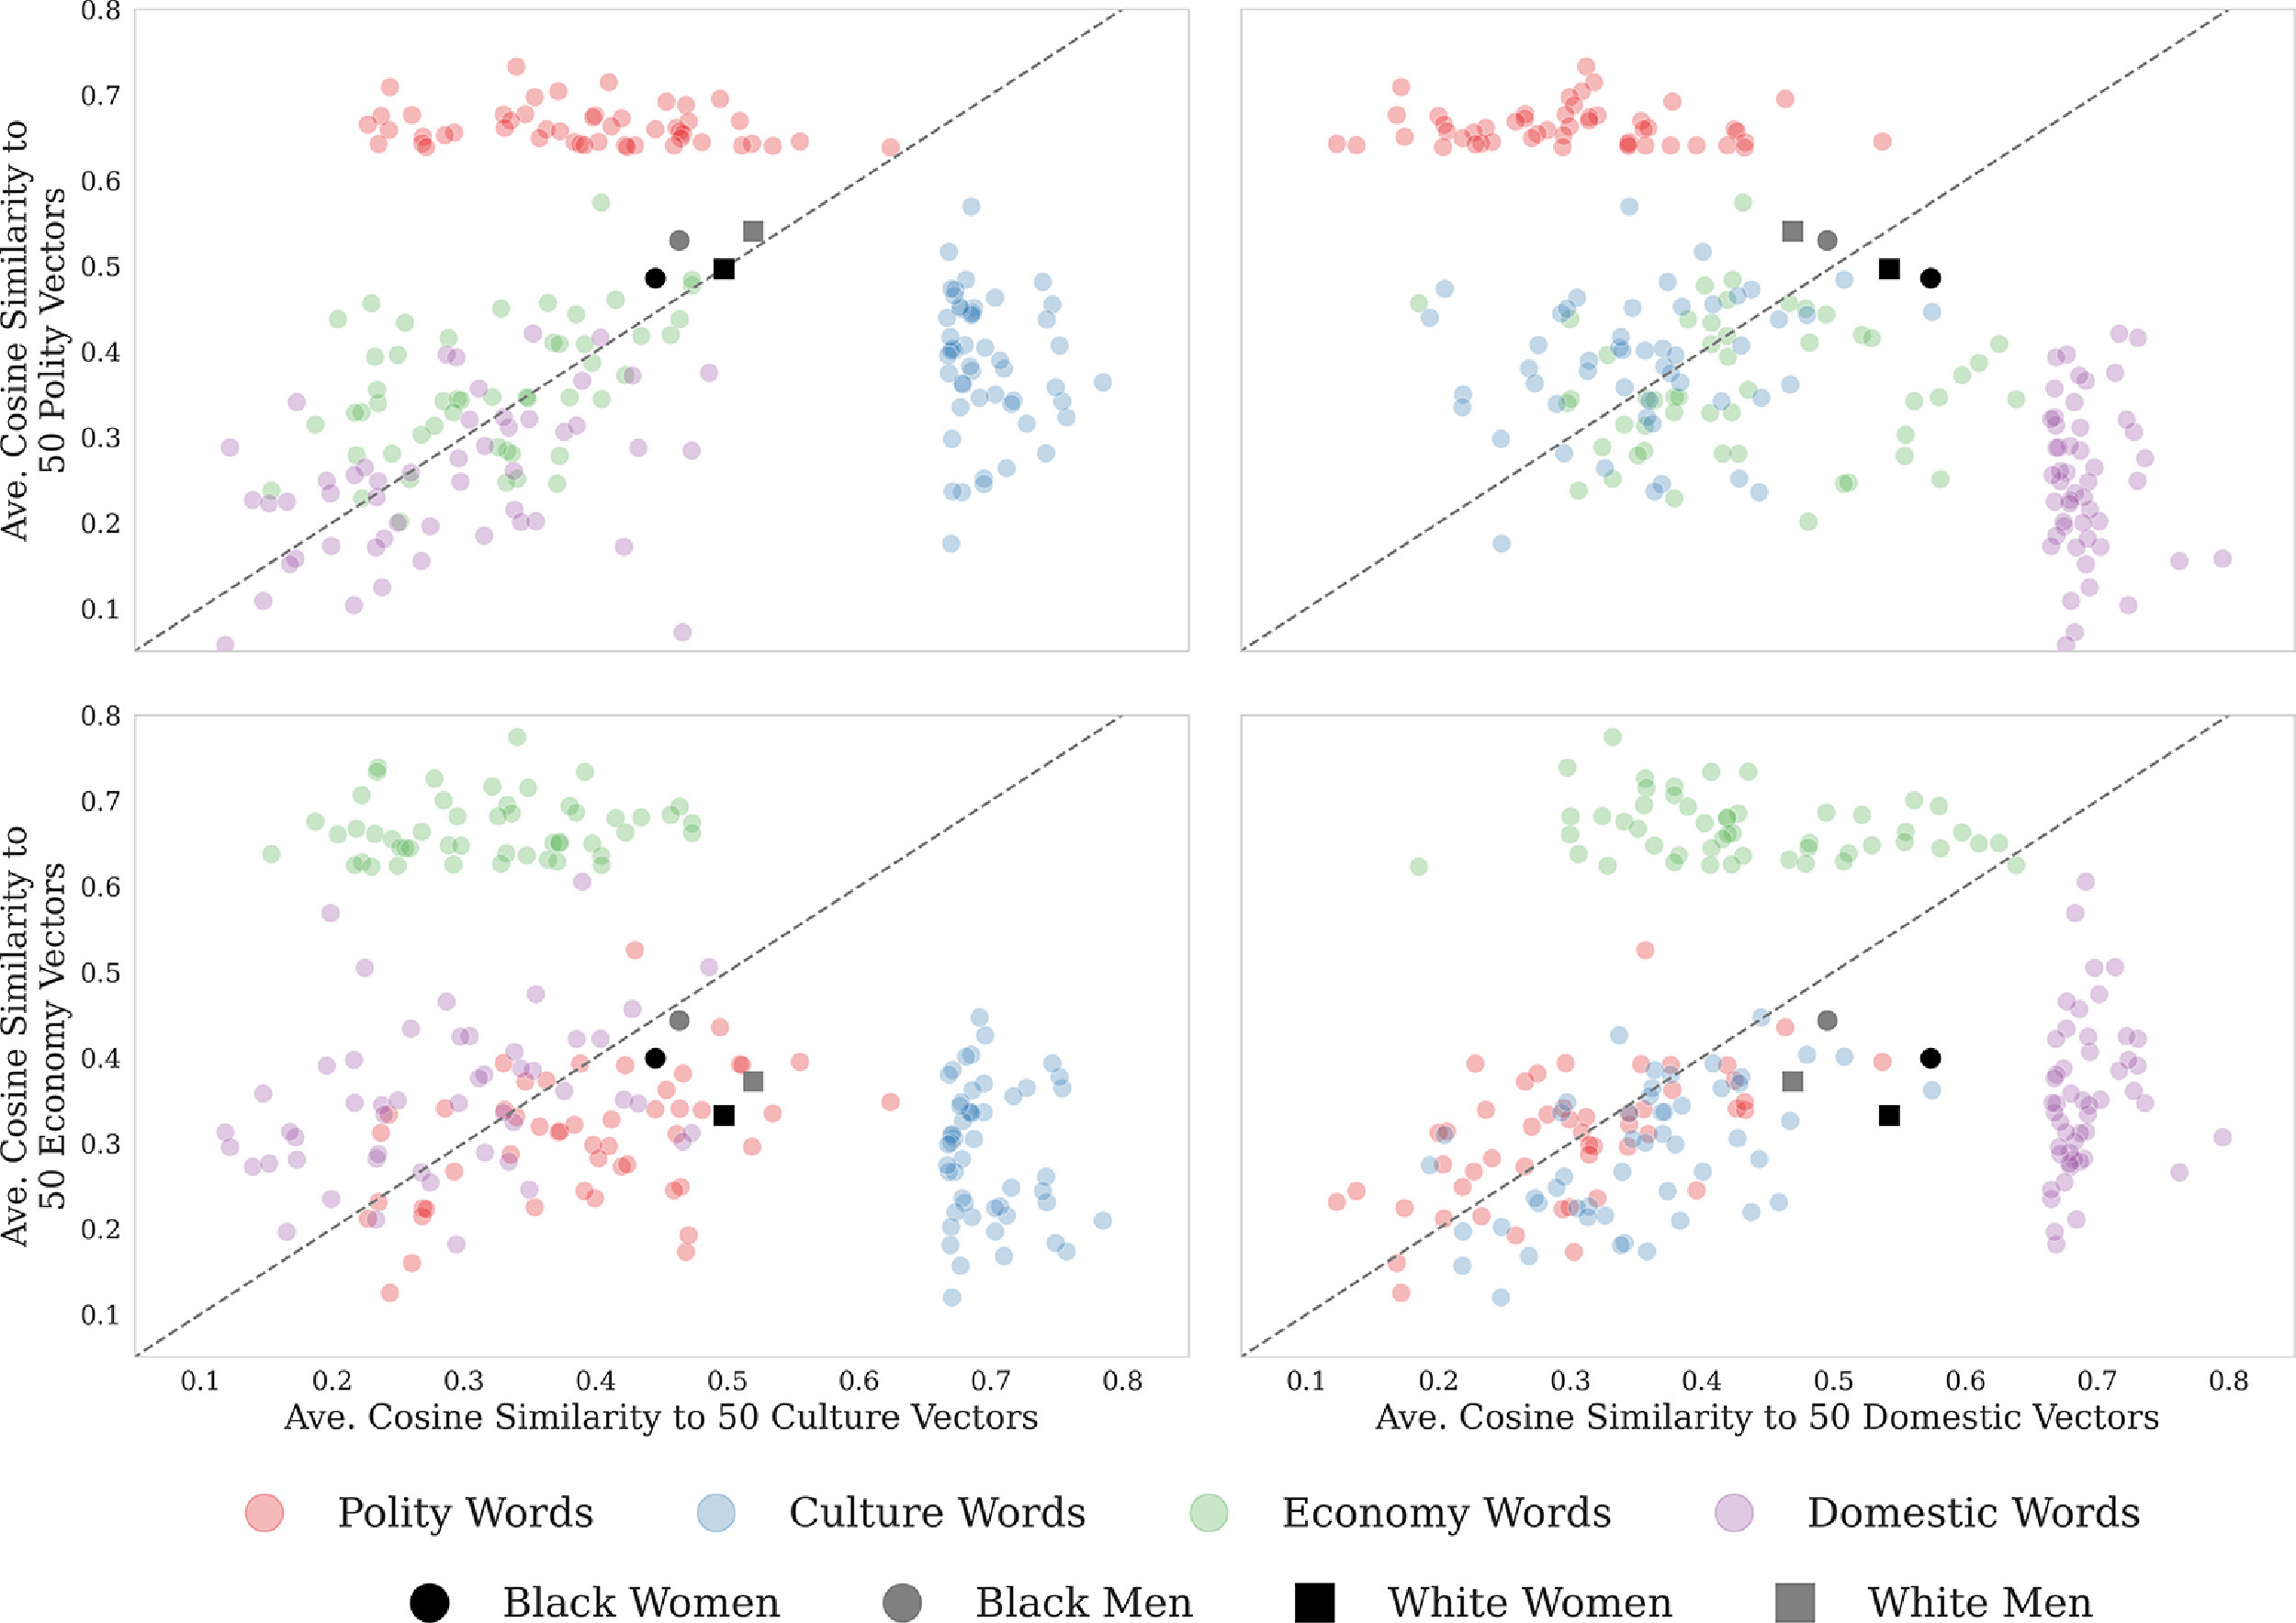 0.8
0.7
0.6
0.5
0.4
0.3
0.2
0.1
Ave. Cosine Similarity to
50 Polity Vectors
0.8
0.7
0.6
0.5
0.4
0.3
0.2
0.1
Ave. Cosine Similarity to
50 Economy Vectors
0.1 0.2 0.3 0.4 0.5 0.6 0.7 0.8
Ave. Cosine Similarity to 50 Culture Vectors
0.1 0.2 0.3 0.4 0.5 0.6 0.7 0.8
Ave. Cosine Similarity to 50 Domestic Vectors
Polity Words Culture Words Economy Words Domestic Words
Black Women Black Men White Women White Men